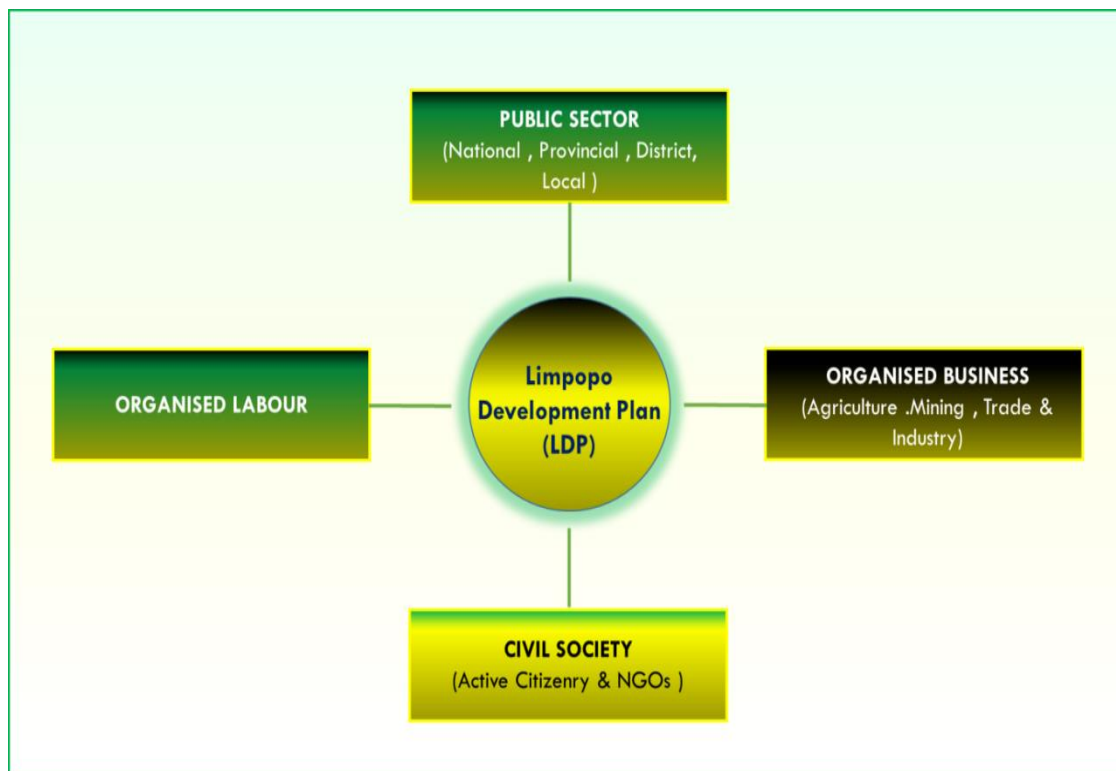 PUBLIC SECTOR
(National , Provincial , District,
Local )
Limpopo
Development Plan
(LDP)
ORGANISED LABOUR
ORGANISED BUSINESS
(Agriculture .Mining , Trade &
Industry)
CIVIL SOCIETY
(Active Citizenry & NGOs )